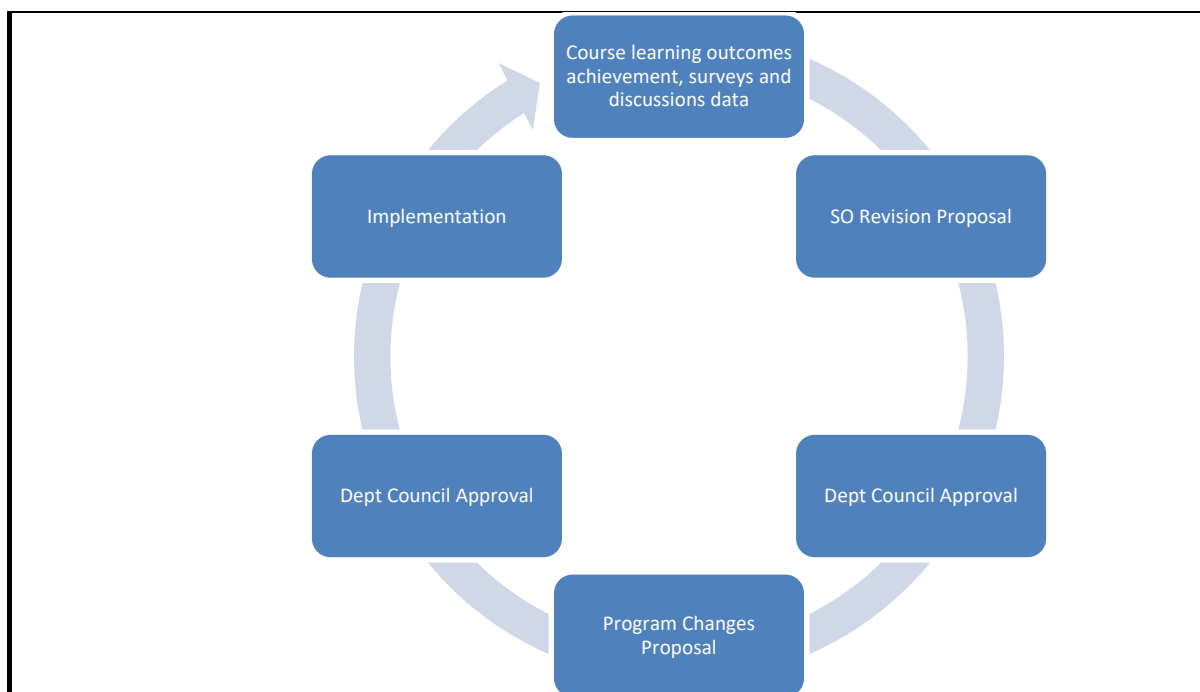 Course learning outcomes
achievement, surveys and
discussions data
Implementation
SO Revision Proposal
Dept Council Approval
Dept Council Approval
Program Changes
Proposal